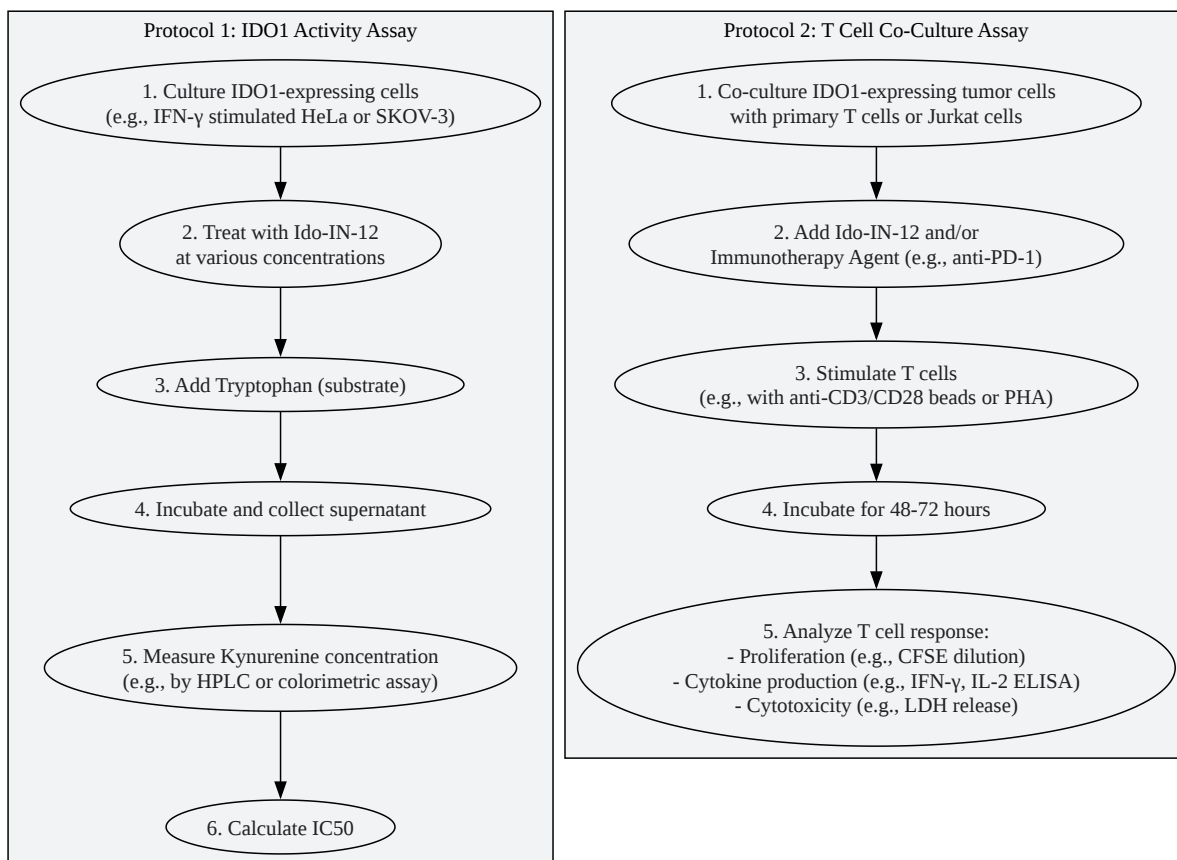 Protocol 1: IDO1 Activity Assay
1. Culture IDO1-expressing cells
(e.g., IFN-γ stimulated HeLa or SKOV-3)
2. Treat with Ido-IN-12
at various concentrations
3. Add Tryptophan (substrate)
4. Incubate and collect supernatant
5. Measure Kynurenine concentration
(e.g., by HPLC or colorimetric assay)
6. Calculate IC50
Protocol 2: T Cell Co-Culture Assay
1. Co-culture IDO1-expressing tumor cells
with primary T cells or Jurkat cells
2. Add Ido-IN-12 and/or
Immunotherapy Agent (e.g., anti-PD-1)
3. Stimulate T cells
(e.g., with anti-CD3/CD28 beads or PHA)
4. Incubate for 48-72 hours
5. Analyze T cell response:
- Proliferation (e.g., CFSE dilution)
- Cytokine production (e.g., IFN-γ, IL-2 ELISA)
- Cytotoxicity (e.g., LDH release)